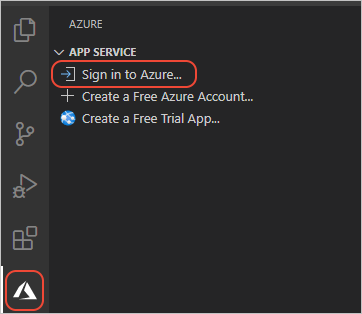 AZURE
APP SERVICE
Sign in to Azure...
Create a Free Azure Account...
Create a Free Trial App...